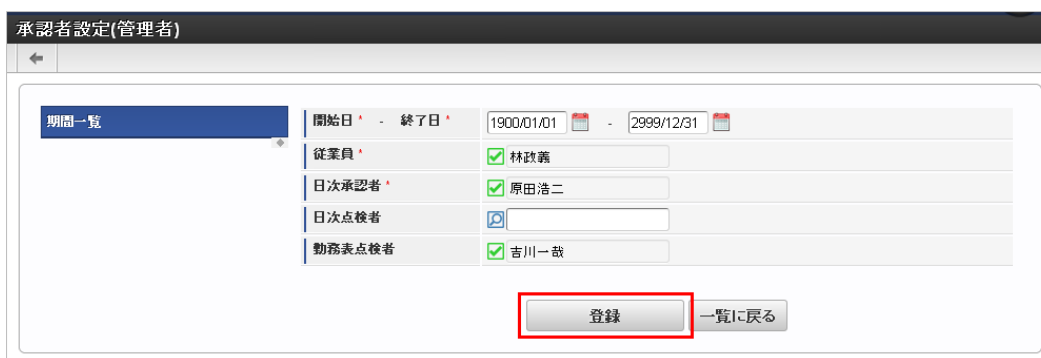 承認者設定(管理者)
期間一覧
開始日* - 終了日* 1900/01/01 - 2999/12/31
従業員* 林政義
日次承認者* 原田浩二
日次点検者
勤務表点検者 吉川一哉
登録 一覧に戻る